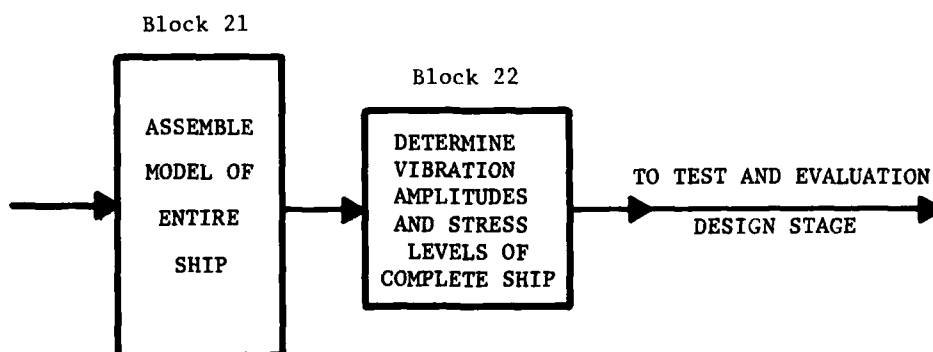 Block 21
ASSEMBLE
MODEL OF
ENTIRE
SHIP
Block 22
DETERMINE
VIBRATION
AMPLITUDES
AND STRESS
LEVELS OF
COMPLETE SHIP
TO TEST AND EVALUATION
DESIGN STAGE